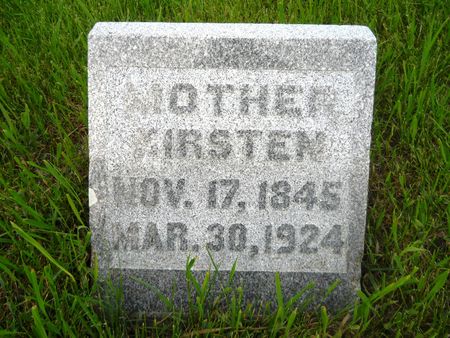 MOTHER
KIRSTEN
NOV. 17, 1845
MAR. 30, 1924